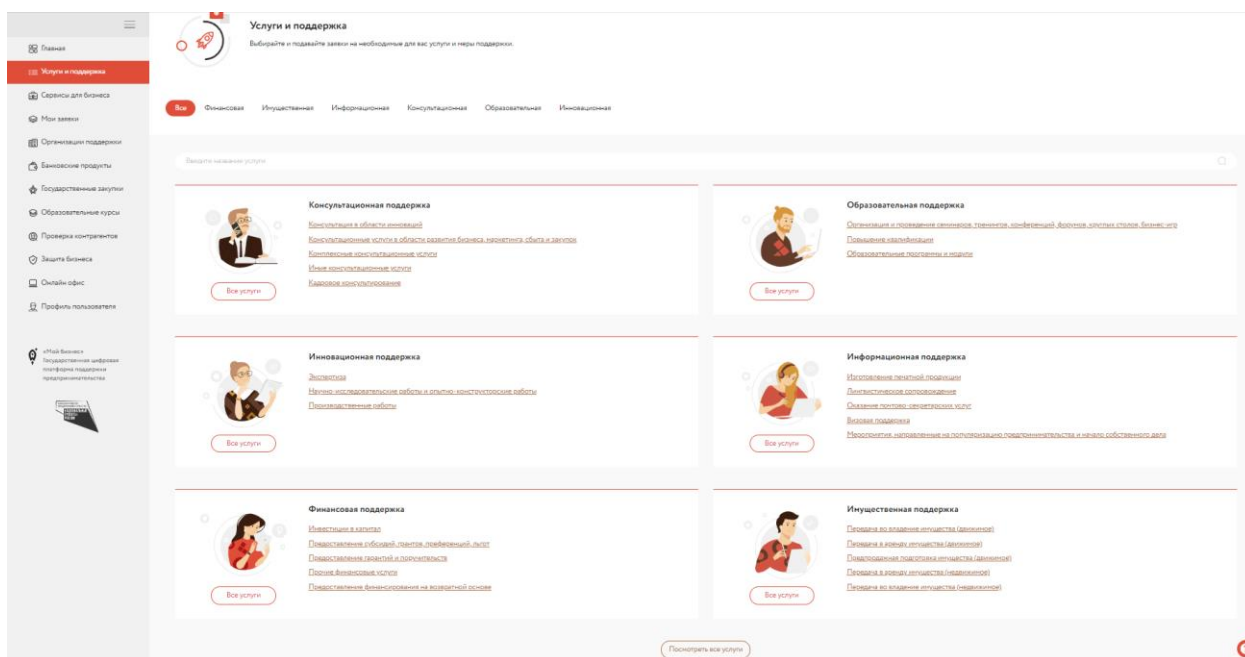 Услуги и поддержка
Выбирайте и подавайте заявки на необходимые для вас услуги и меры поддержки.
Главная
Услуги и поддержка
Сервисы для бизнеса
Мои заявки
Организации поддержки
Банковские продукты
Государственные закупки
Образовательные курсы
Проверка контрагентов
Защита бизнеса
Онлайн офис
Профиль пользователя
«Мой бизнес»
Государственная цифровая
платформа поддержки
предпринимательства
Все Финансовая Имущественная Информационная Консультационная Образовательная Инновационная
Введите название услуги
Консультационная поддержка
Консультация в области инноваций
Консультационные услуги в области развития бизнеса, маркетинга, сбыта и закупок
Комплексные консультационные услуги
Иные консультационные услуги
Кадровое консультирование
Все услуги
Образовательная поддержка
Организация и проведение семинаров, тренингов, конференций, форумов, круглых столов, бизнес-игр
Повышение квалификации
Образовательные программы и модули
Все услуги
Инновационная поддержка
Экспертиза
Научно-исследовательские работы и опытно-конструкторские работы
Производственные работы
Все услуги
Информационная поддержка
Изготовление печатной продукции
Лингвистическое сопровождение
Оказание почтово-секретарских услуг
Визовая поддержка
Мероприятия, направленные на популяризацию предпринимательства и начало собственного дела
Все услуги
Финансовая поддержка
Инвестиции в капитал
Предоставление субсидий, грантов, преференций, льгот
Предоставление гарантий и поручительств
Прочие финансовые услуги
Предоставление финансирования на возвратной основе
Все услуги
Имущественная поддержка
Передача во владение имущества (движимое)
Передача в аренду имущества (движимое)
Предпродажная подготовка имущества (движимое)
Передача в аренду имущества (недвижимое)
Передача во владение имущества (недвижимое)
Все услуги
Посмотреть все услуги